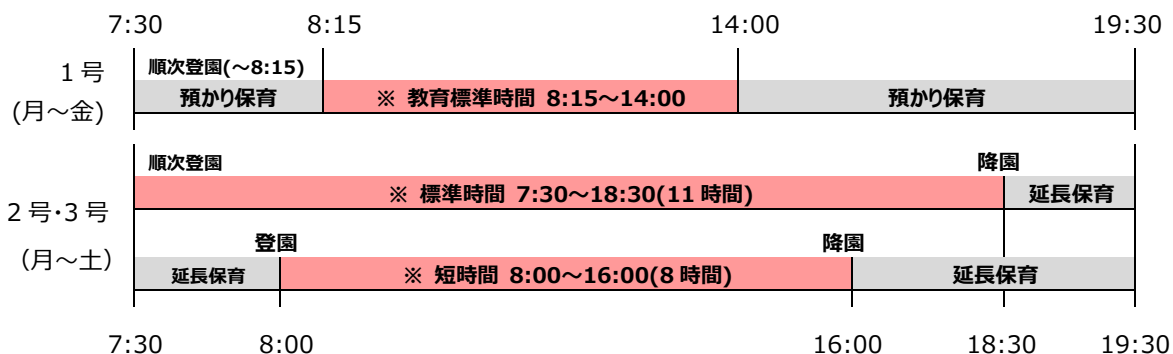 7:30 8:15 14:00 19:30
順次登園(～8:15)
1号
(月～金)
預かり保育 ※ 教育標準時間 8:15～14:00 預かり保育
順次登園 降園
※ 標準時間 7:30～18:30(11時間) 延長保育
2号･3号
（月～土）
登園 降園
延長保育 ※ 短時間 8:00～16:00(8時間) 延長保育
7:30 8:00 16:00 18:30 19:30